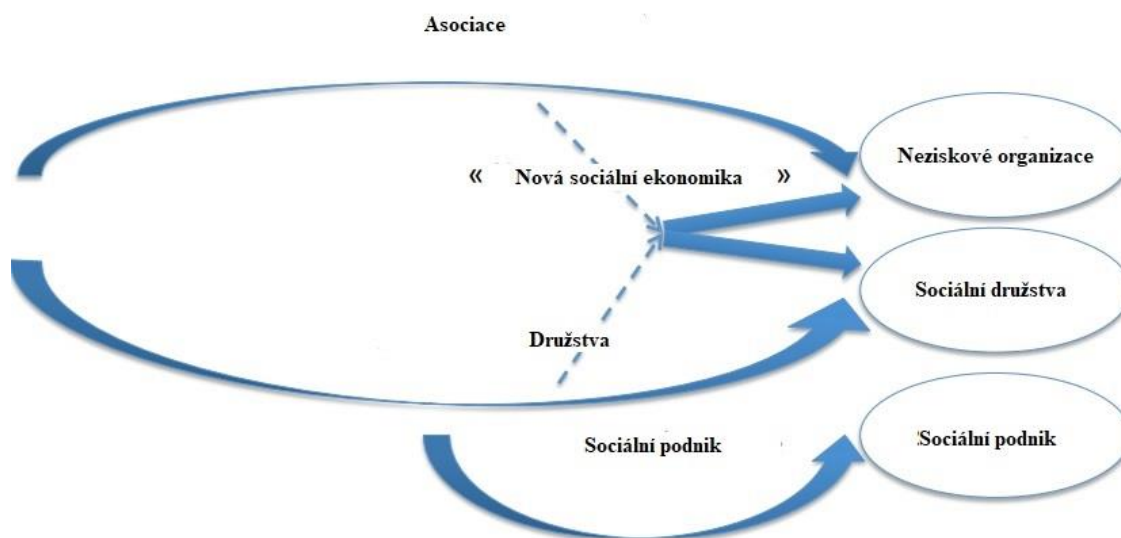 Asociace
Neziskové organizace
« Nová sociální ekonomika »
Sociální družstva
Družstva
Sociální podnik
Sociální podnik